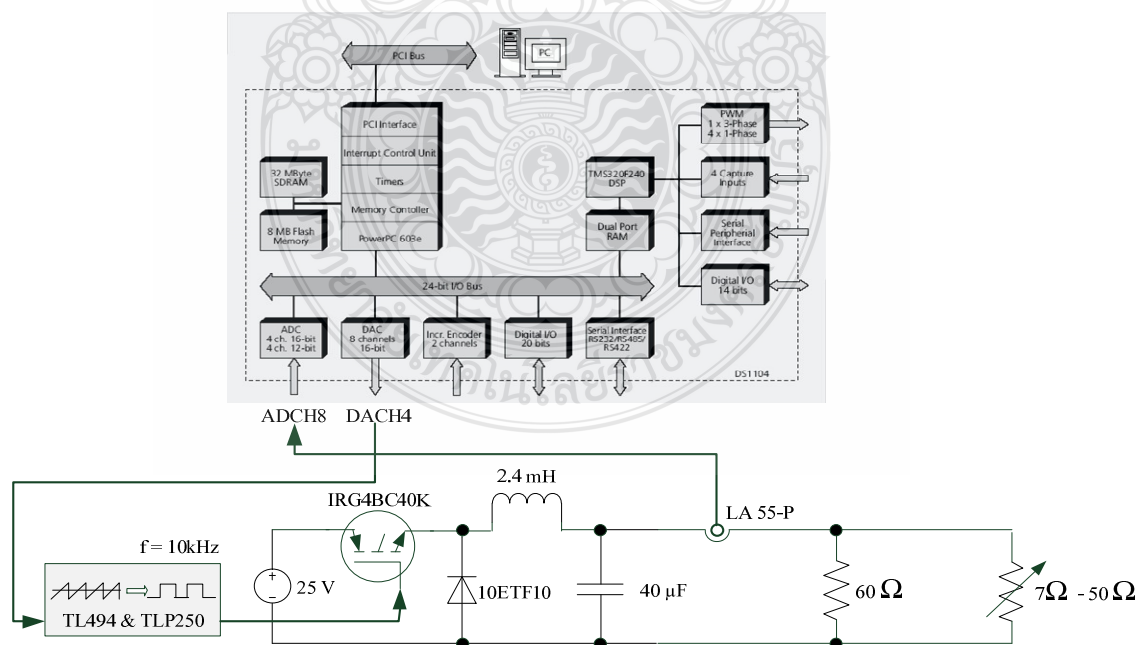 PCI Bus
PC
PCI Interface
Interrupt Control Unit
Timers
Memory Contoller
PowerPC 603e
32 MByte
SDRAM
8 MB Flash
Memory
TMS320F240
DSP
Dual Port
RAM
PWM
1 x 3-Phase
4 x 1-Phase
4 Capture
Inputs
Serial
Peripherial
Interface
Digital I/O
14 bits
24-bit I/O Bus
ADC
4 ch. 16-bit
4 ch. 12-bit
DAC
8 channels
16-bit
Incr. Encoder
2 channels
Digital I/O
20 bits
Serial Interface
RS232/RS485/
RS422
DS1104
ADCH8
DACH4
2.4 mH
IRG4BC40K
LA 55-P
f = 10kHz
25 V
10ETF10
40 µF
60 Ω
7Ω - 50 Ω
TL494 & TLP250